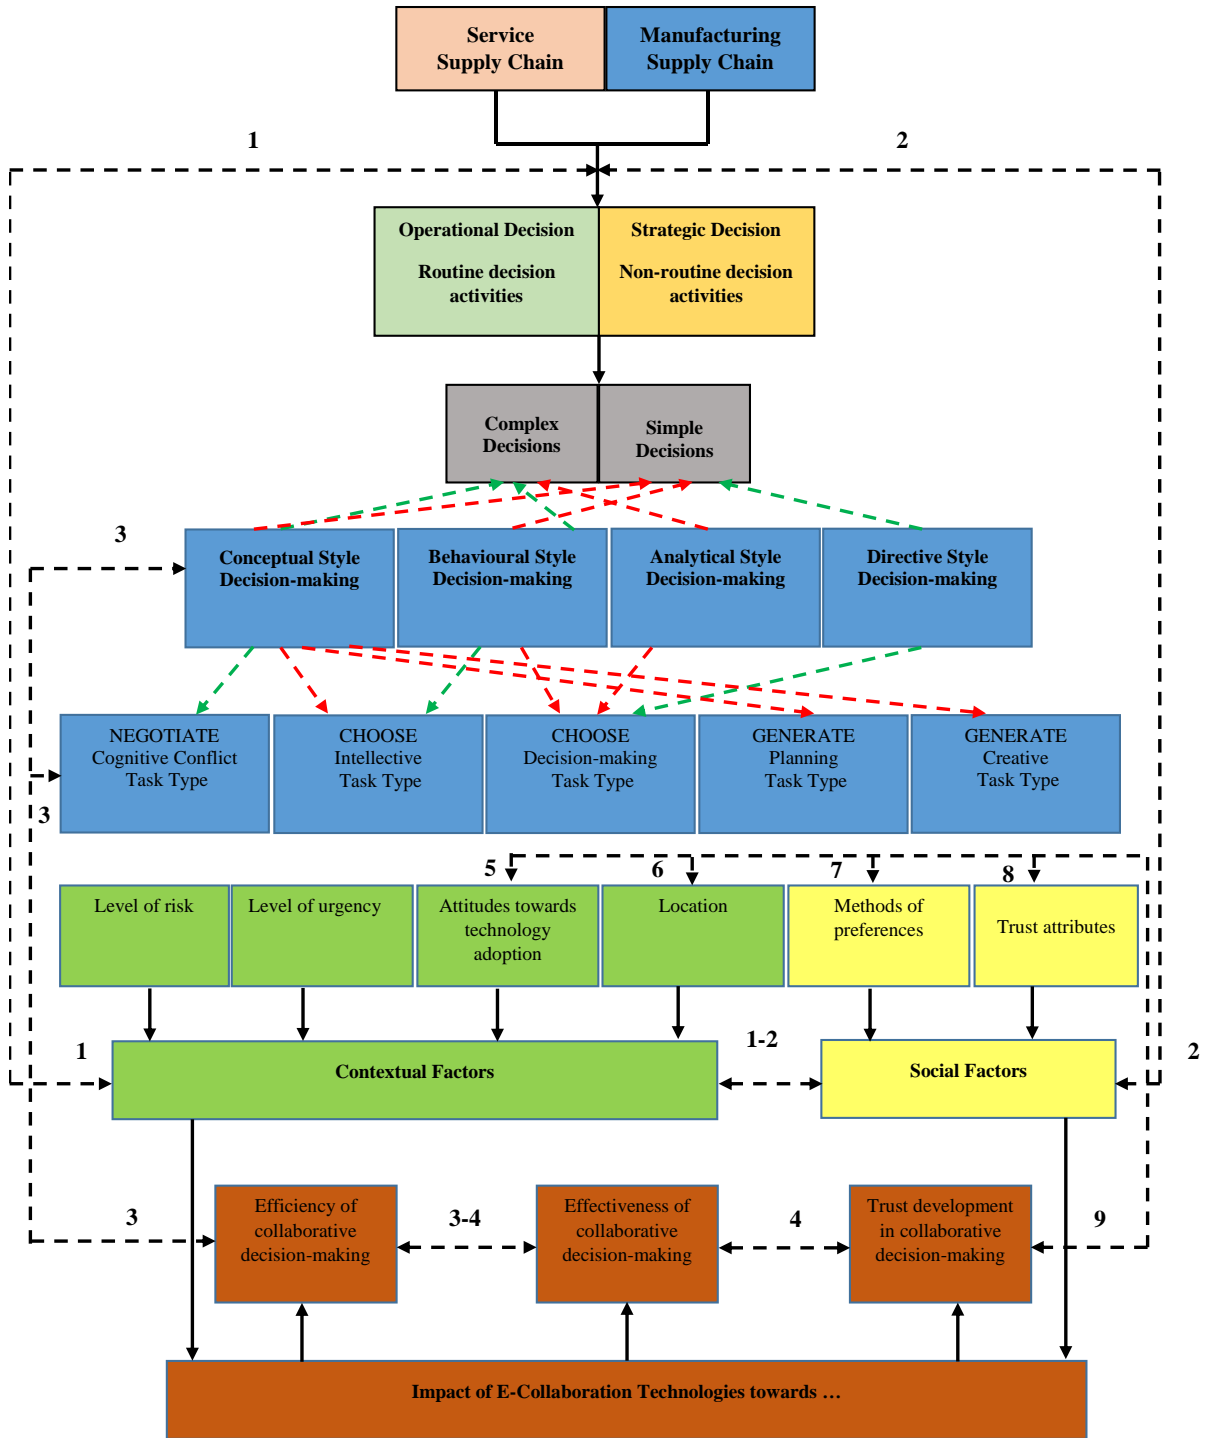 Service
Supply Chain
Manufacturing
Supply Chain
1
2
Operational Decision
Routine decision
activities
Strategic Decision
Non-routine decision
activities
Complex
Decisions
Simple
Decisions
3
Conceptual Style
Decision-making
Behavioural Style
Decision-making
Analytical Style
Decision-making
Directive Style
Decision-making
NEGOTIATE
Cognitive Conflict
Task Type
CHOOSE
Intellective
Task Type
CHOOSE
Decision-making
Task Type
GENERATE
Planning
Task Type
GENERATE
Creative
Task Type
3
5
6
7
8
Level of risk
Level of urgency
Attitudes towards
technology
adoption
Location
Methods of
preferences
Trust attributes
1
Contextual Factors
1-2
Social Factors
2
3
Efficiency of
collaborative
decision-making
3-4
Effectiveness of
collaborative
decision-making
4
Trust development
in collaborative
decision-making
9
Impact of E-Collaboration Technologies towards …